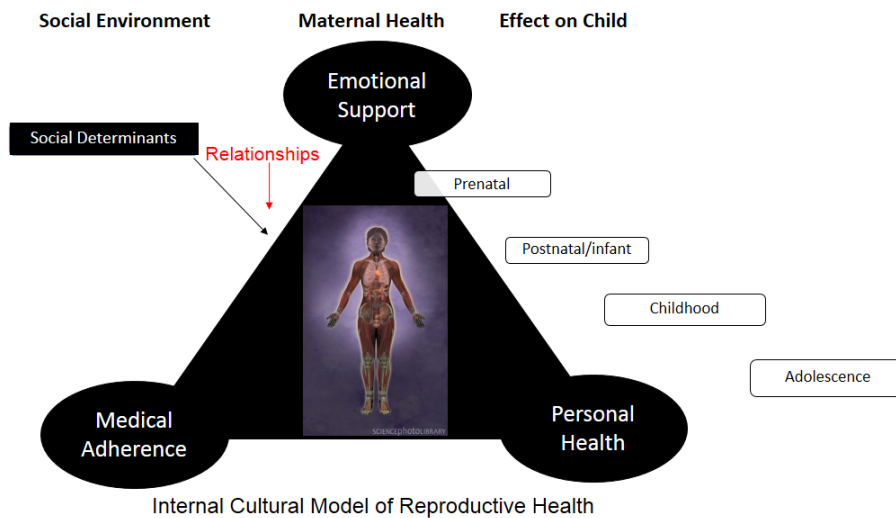 Social Environment
Maternal Health
Effect on Child
Emotional
Support
Social Determinants
Relationships
Prenatal
Postnatal/infant
Childhood
Adolescence
Medical
Adherence
Personal
Health
SCIENCEphotoLIBRARY
Internal Cultural Model of Reproductive Health